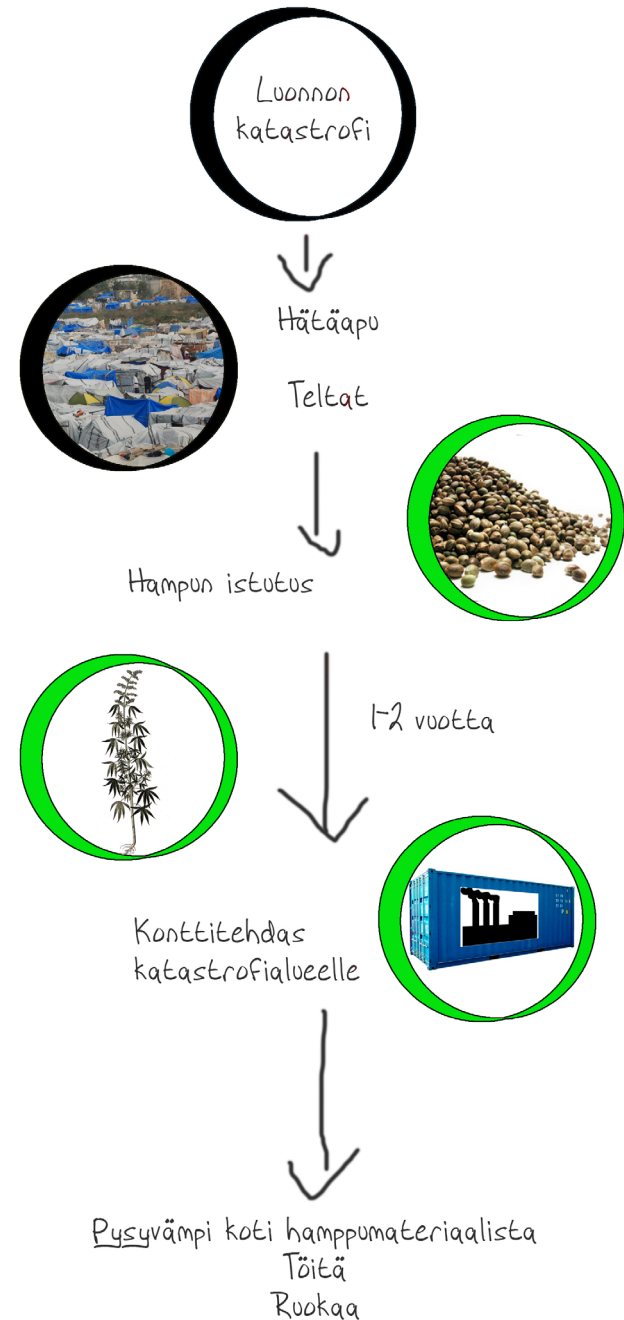 Luonnon
katastrofi
Hätäapu
Teltat
Hampun istutus
1-2 vuotta
Konttitehdas
katastrofialueelle
Pysyvämpi koti hamppumateriaalista
Töitä
Ruokaa